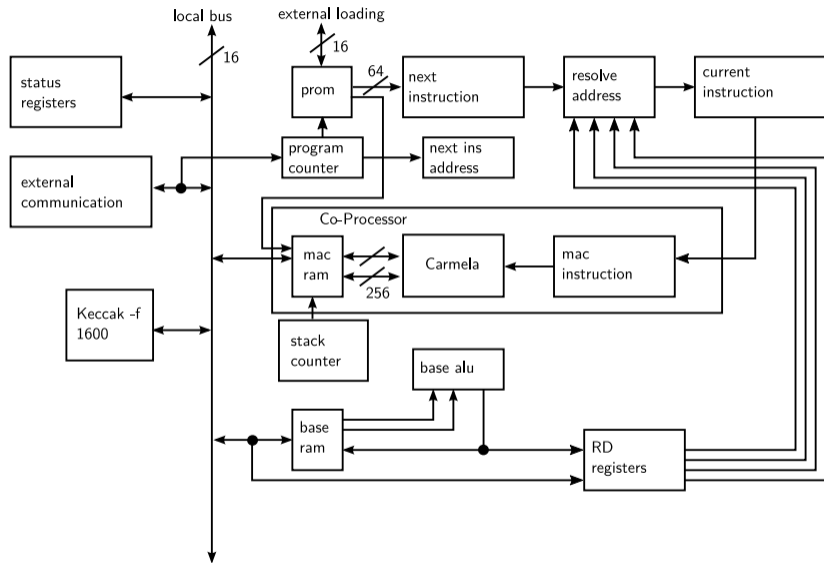 local bus
external loading
16
16
64
status
registers
prom
next
instruction
resolve
address
current
instruction
program
counter
next ins
address
external
communication
Co-Processor
mac
ram
Carmela
mac
instruction
256
Keccak -f
1600
stack
counter
base alu
base
ram
RD
registers